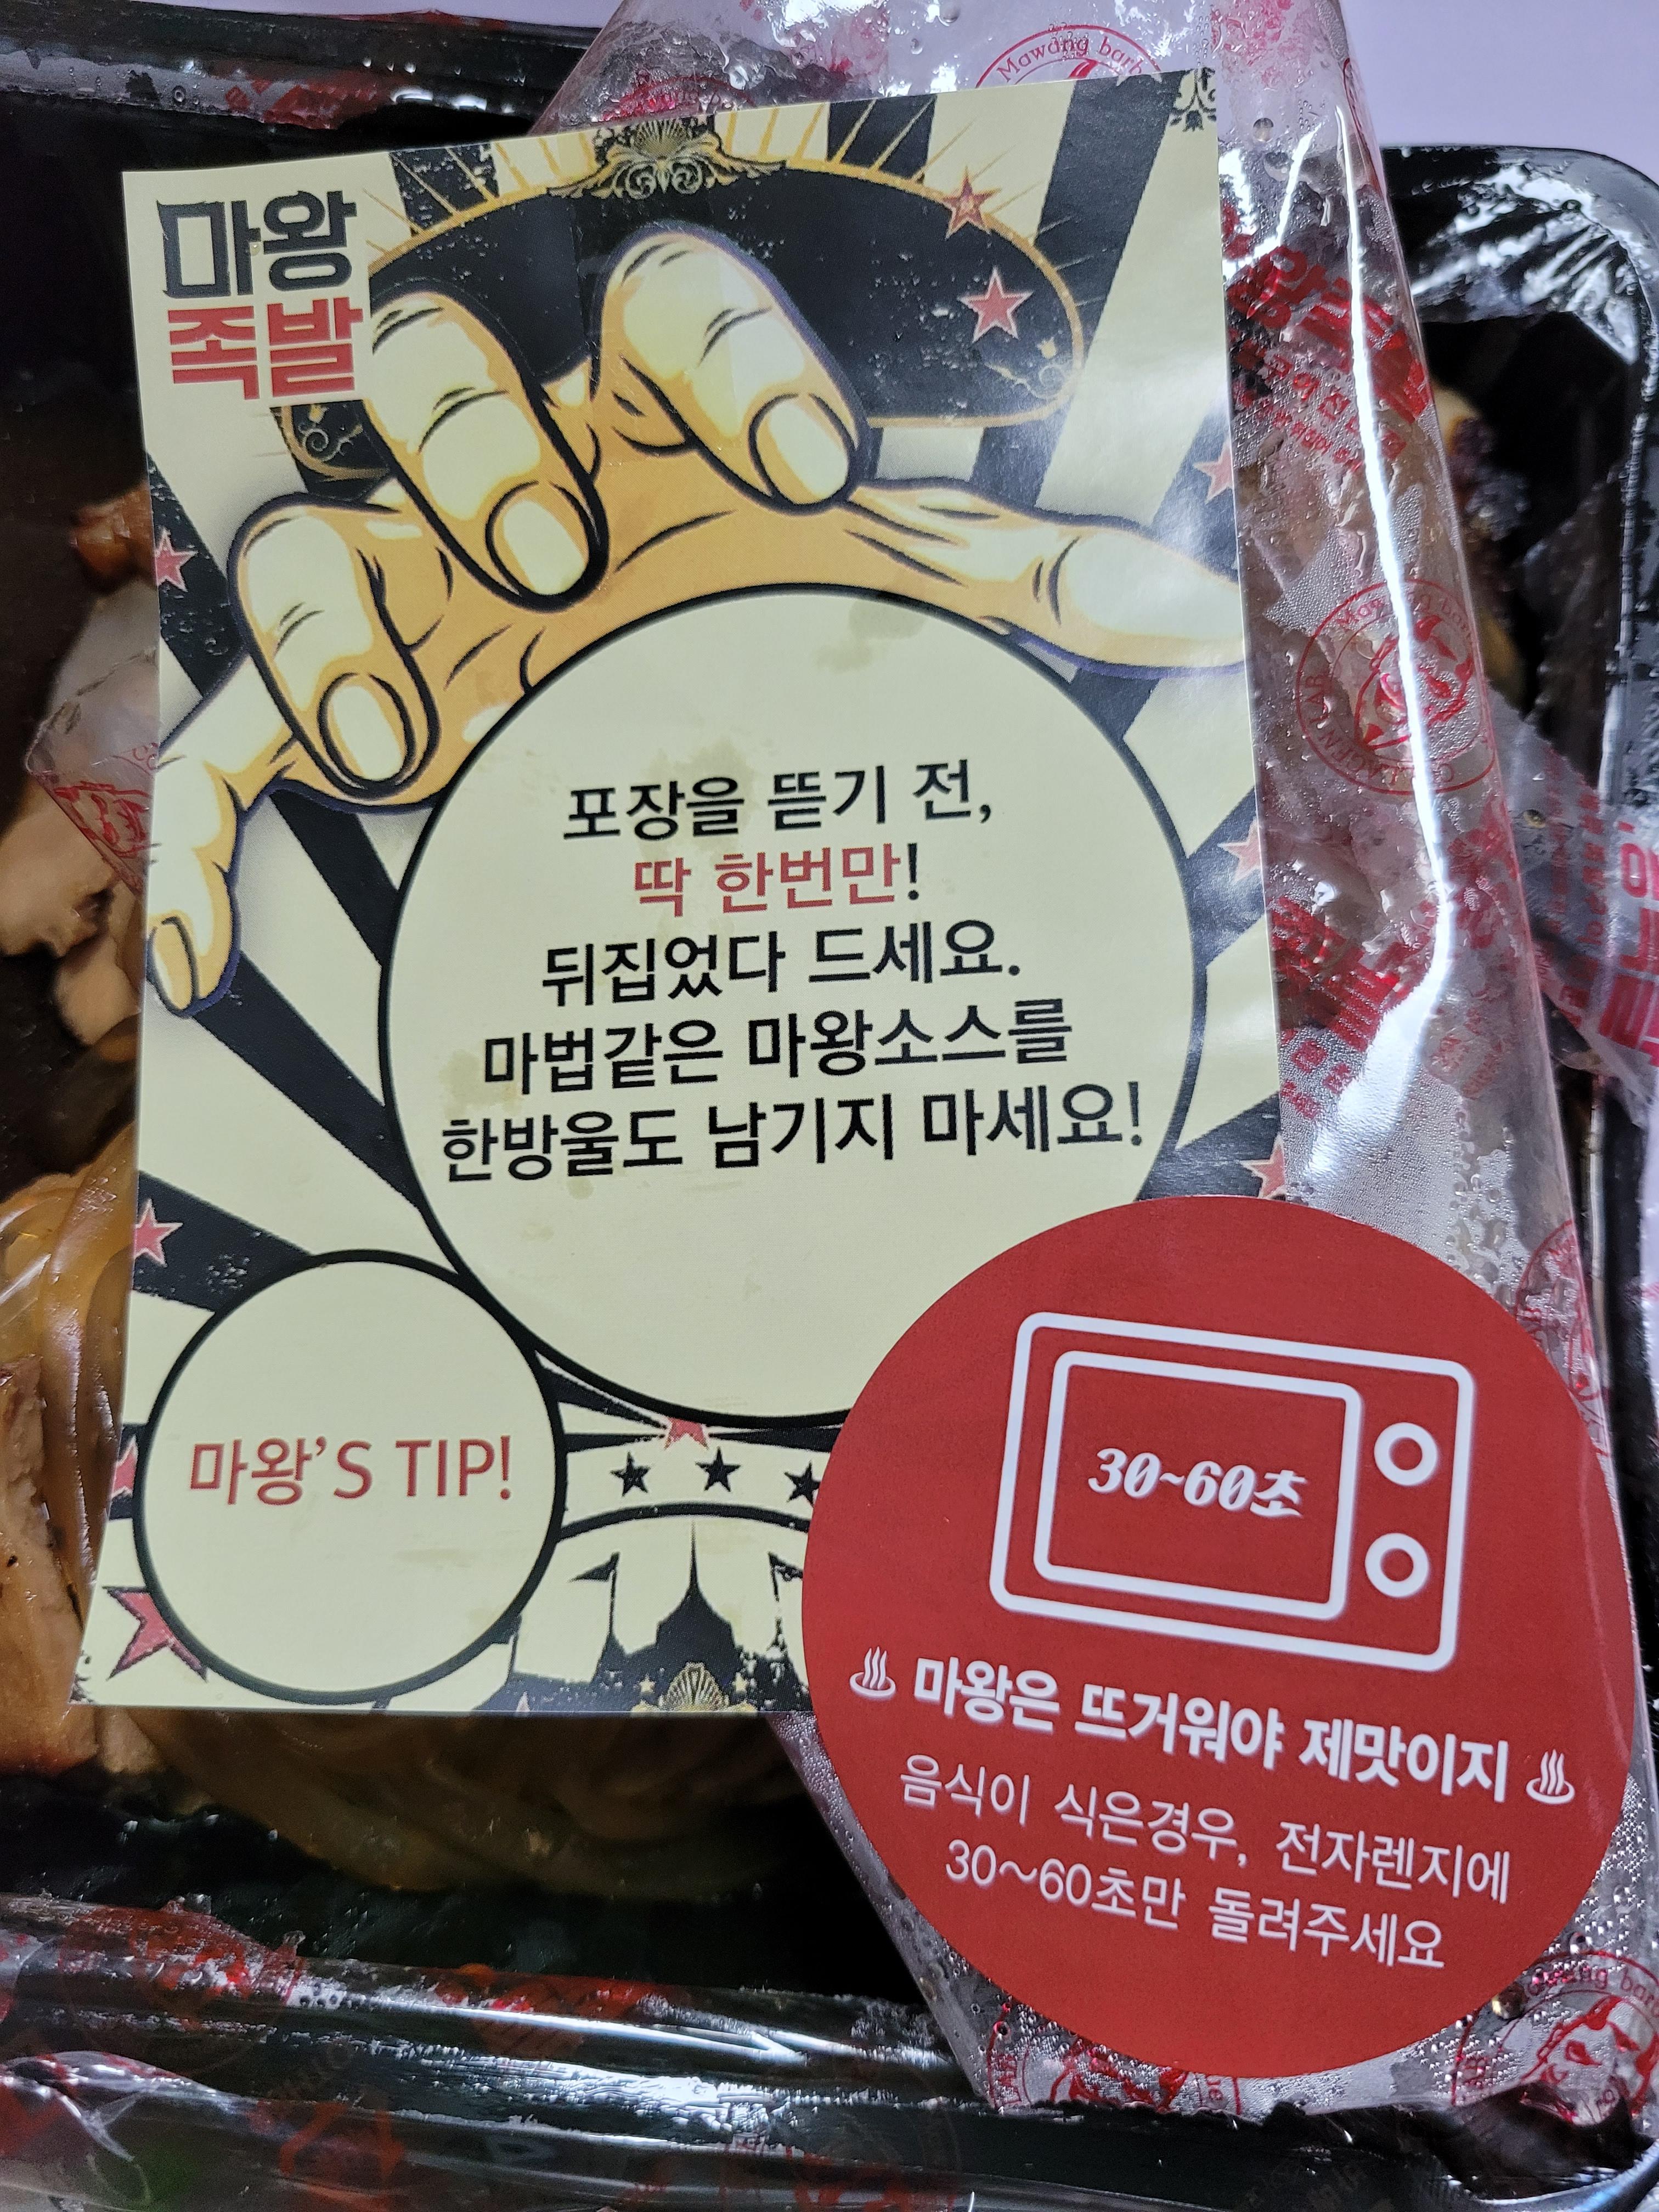 마왕
족발
포장을 뜯기 전,
딱 한번만!
뒤집었다 드세요.
마법같은 마왕소스를
한방울도 남기지 마세요!
마왕'S TIP!
30~60초
마왕은 뜨거워야 제맛이지
음식이 식은경우, 전자렌지에
30~60초만 돌려주세요
Mawang